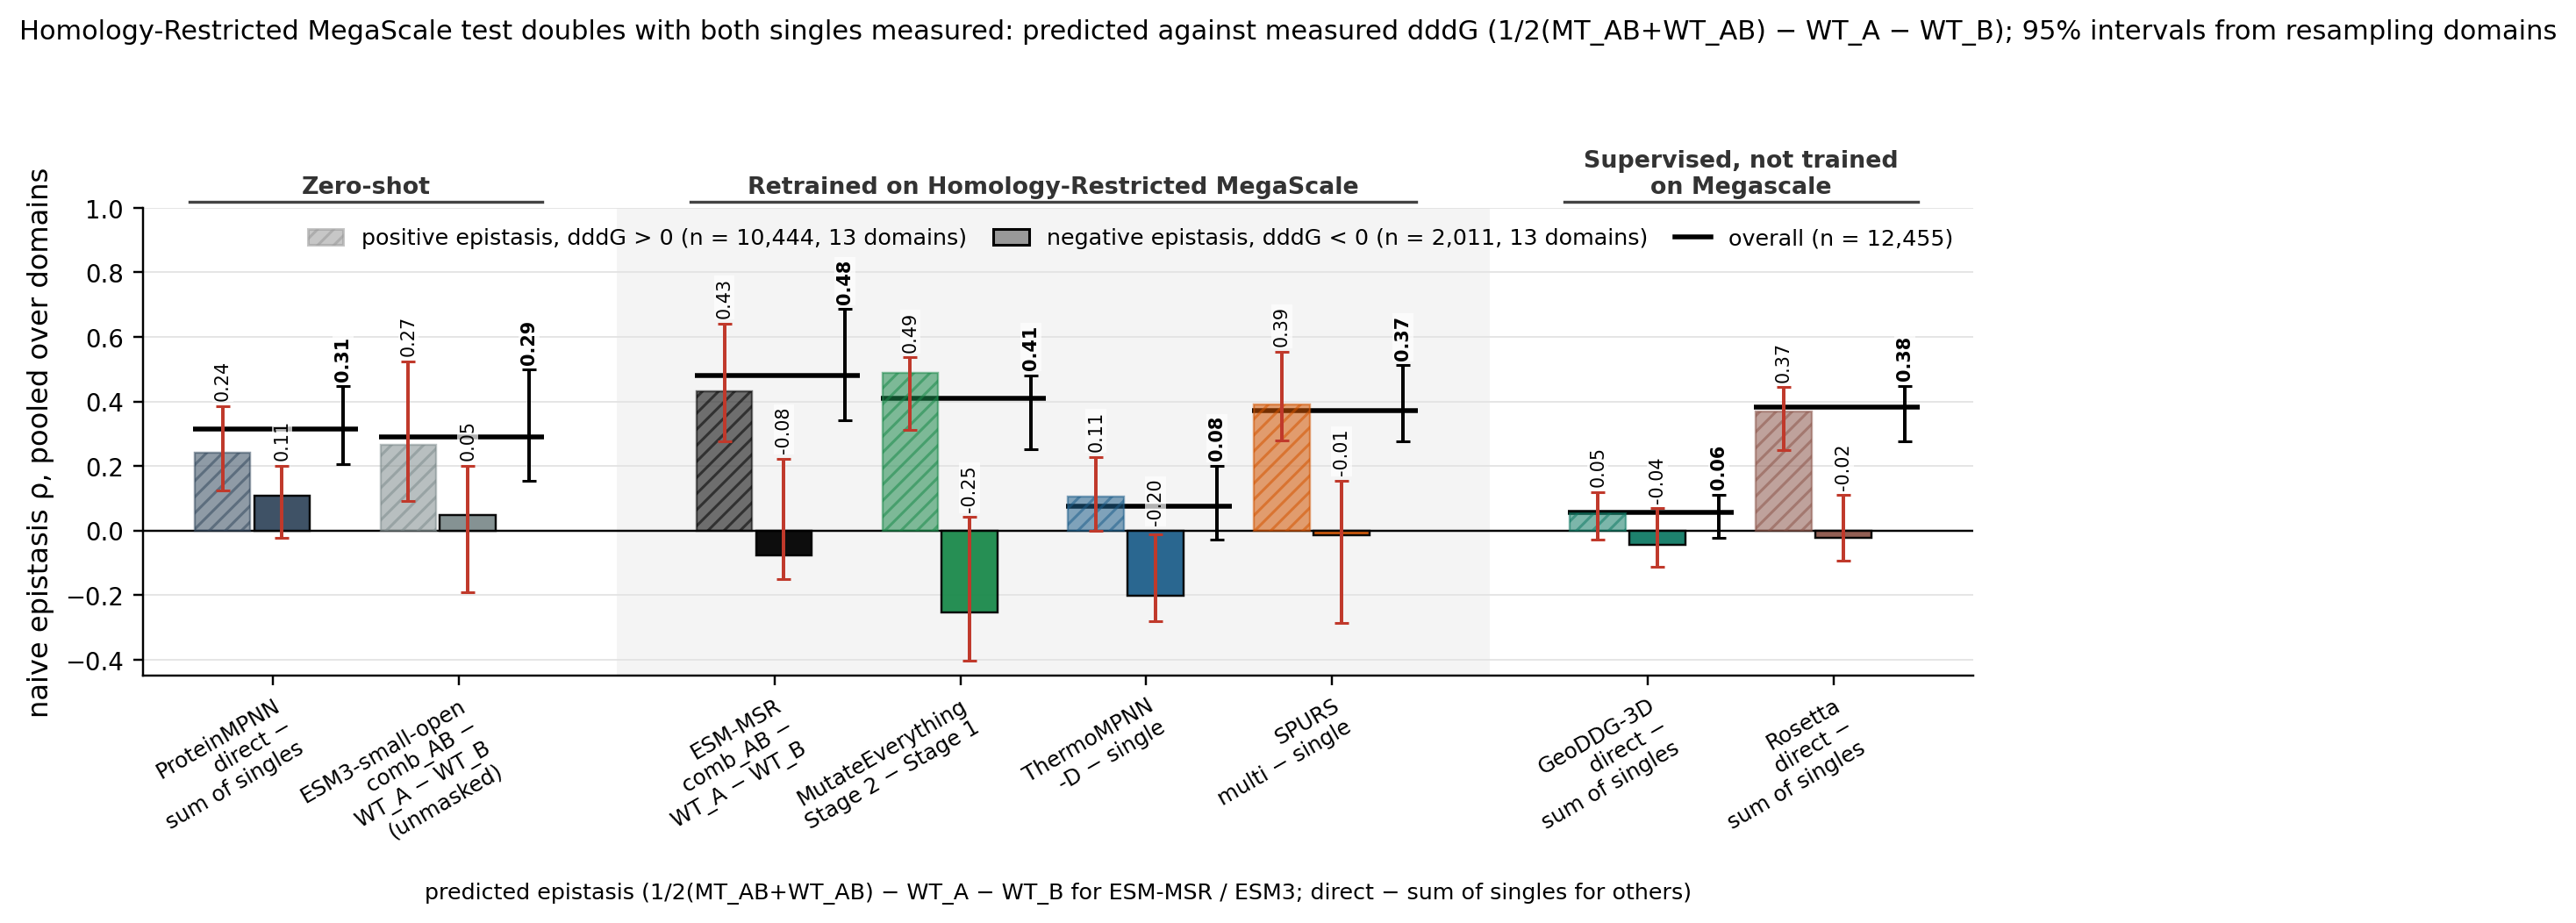 Homology-Restricted MegaScale test doubles with both singles measured: predicted against measured dddG (1/2(MT_AB+WT_AB) − WT_A − WT_B); 95% intervals from resampling domains
Zero-shot
Retrained on Homology-Restricted MegaScale
Supervised, not trained
on Megascale
positive epistasis, dddG > 0 (n = 10,444, 13 domains)
negative epistasis, dddG < 0 (n = 2,011, 13 domains)
overall (n = 12,455)
naive epistasis ρ, pooled over domains
1.0
0.8
0.6
0.4
0.2
0.0
−0.2
−0.4
0.24
0.11
0.31
0.27
0.05
0.29
0.43
-0.08
0.48
0.49
-0.25
0.41
0.11
-0.20
0.08
0.39
-0.01
0.37
0.05
-0.04
0.06
0.37
-0.02
0.38
ProteinMPNN
direct −
sum of singles
ESM3-small-open
comb_AB −
WT_A − WT_B
(unmasked)
ESM-MSR
comb_AB −
WT_A − WT_B
MutateEverything
Stage 2 − Stage 1
ThermoMPNN
-D − single
SPURS
multi − single
GeoDDG-3D
direct −
sum of singles
Rosetta
direct −
sum of singles
predicted epistasis (1/2(MT_AB+WT_AB) − WT_A − WT_B for ESM-MSR / ESM3; direct − sum of singles for others)